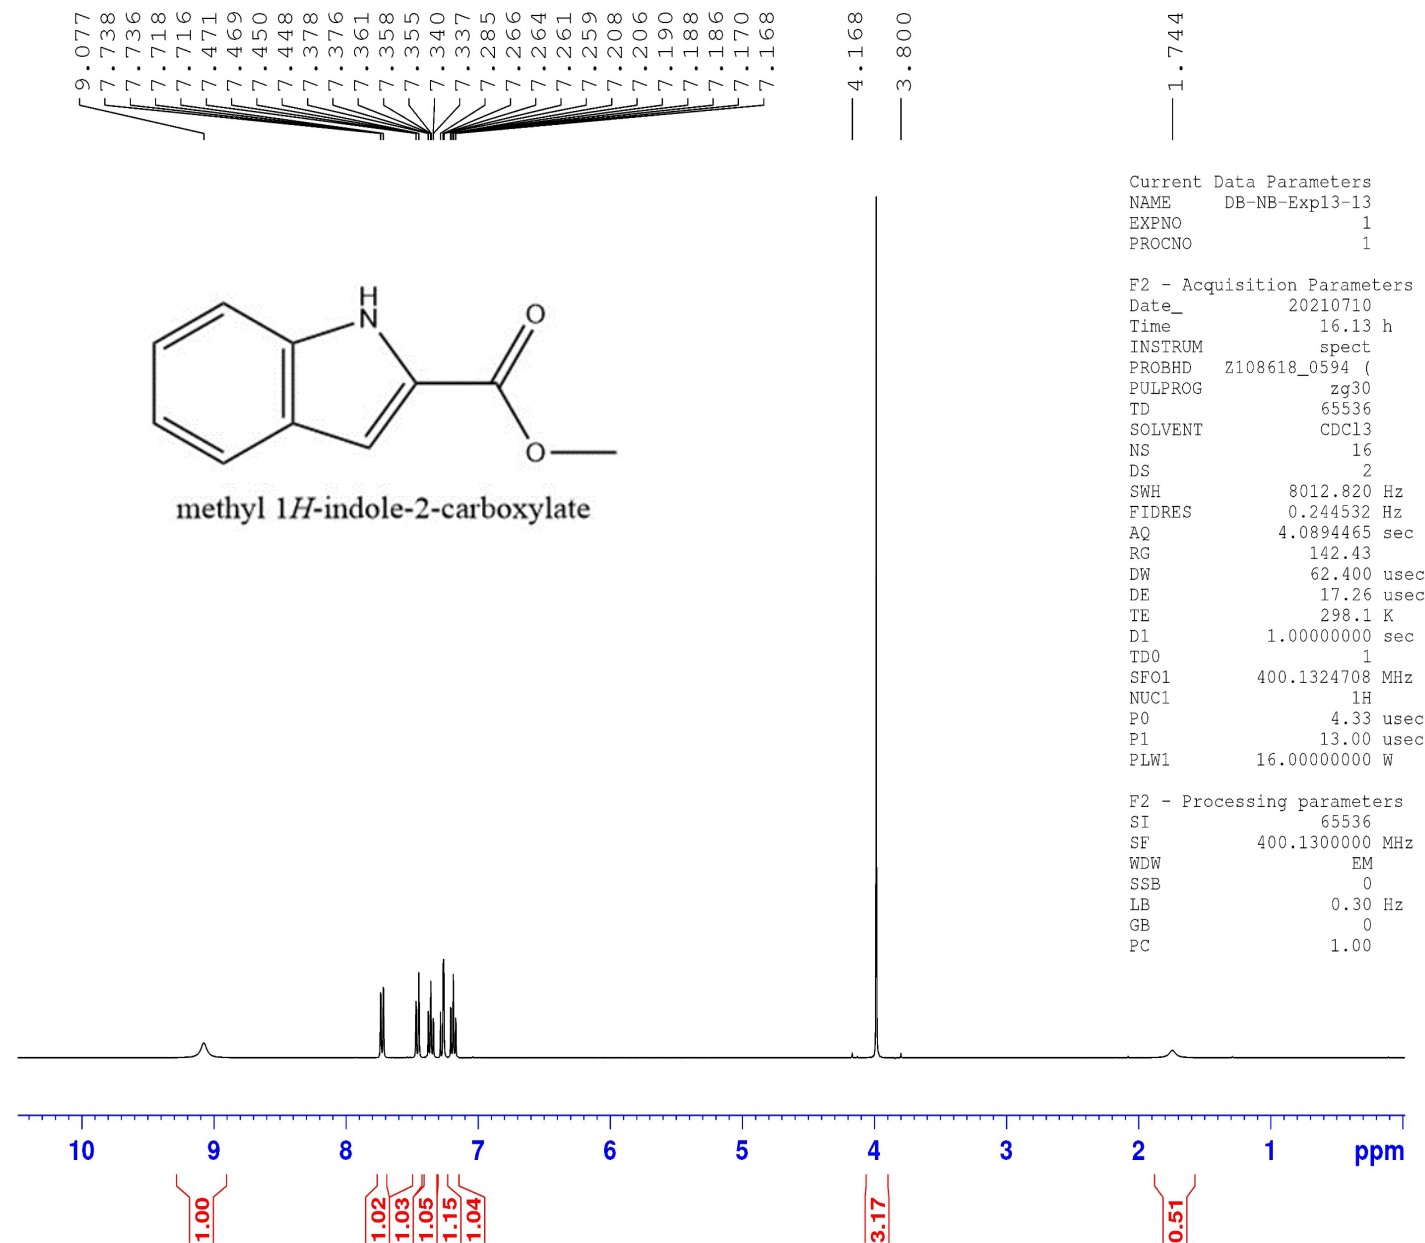 9.077
7.738
7.736
7.718
7.716
7.471
7.469
7.450
7.448
7.378
7.376
7.361
7.358
7.355
7.340
7.337
7.285
7.266
7.264
7.261
7.259
7.208
7.206
7.190
7.188
7.186
7.170
7.168
4.168
3.800
1.744
H
N
O
O
methyl 1H-indole-2-carboxylate
Current Data Parameters
NAME DB-NB-Exp13-13
EXPNO 1
PROCNO 1
F2 - Acquisition Parameters
Date_ 20210710
Time 16.13 h
INSTRUM spect
PROBHD Z108618_0594 (
PULPROG zg30
TD 65536
SOLVENT CDCl3
NS 16
DS 2
SWH 8012.820 Hz
FIDRES 0.244532 Hz
AQ 4.0894465 sec
RG 142.43
DW 62.400 usec
DE 17.26 usec
TE 298.1 K
D1 1.00000000 sec
TD0 1
SFO1 400.1324708 MHz
NUC1 1H
P0 4.33 usec
P1 13.00 usec
PLW1 16.00000000 W
F2 - Processing parameters
SI 65536
SF 400.1300000 MHz
WDW EM
SSB 0
LB 0.30 Hz
GB 0
PC 1.00
10 9 8 7 6 5 4 3 2 1 ppm
1.00
1.02
1.03
1.05
1.15
1.04
3.17
0.51